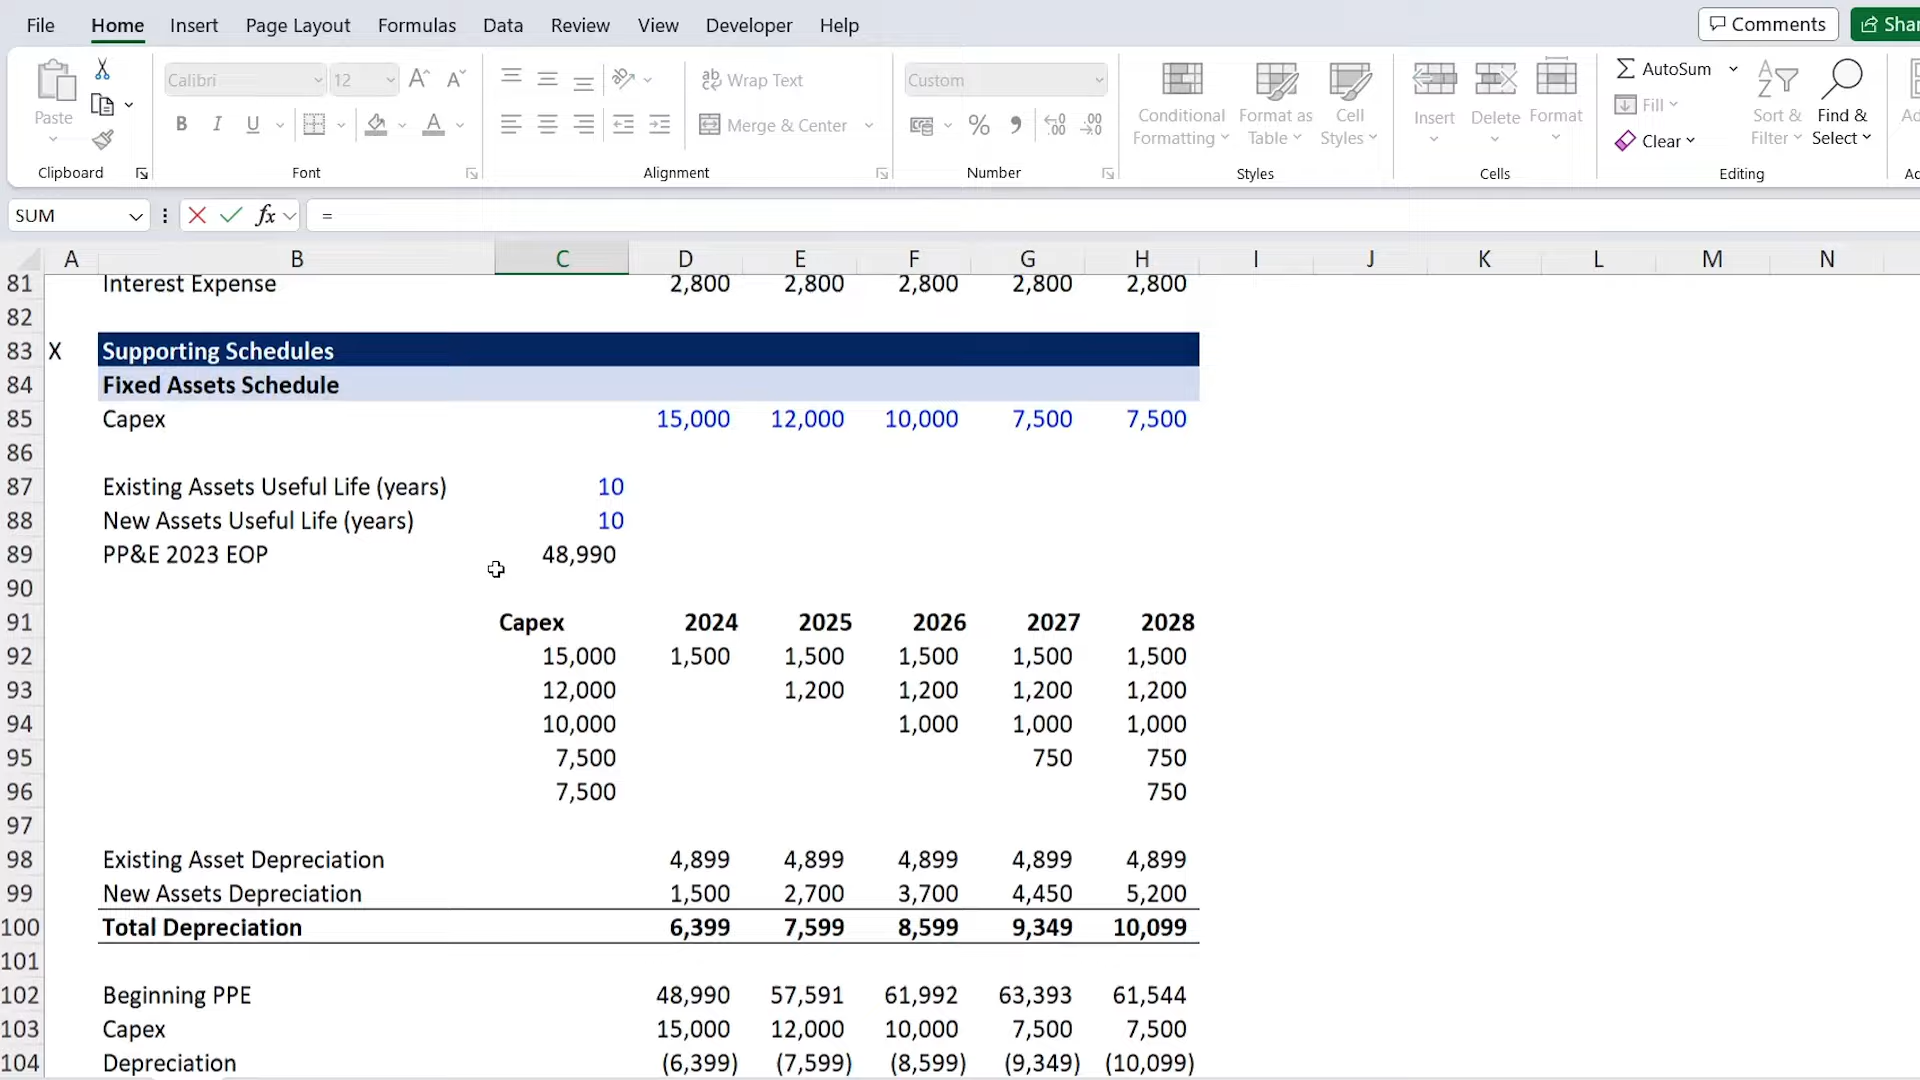 File Home Insert Page Layout Formulas Data Review View Developer Help Comments
Paste Calibri 12 Wrap Text Custom Conditional Formatting Format as Table Cell Styles Insert Delete Format AutoSum Sort & Filter Find & Select
B I U Merge & Center % Fill
Clear
Clipboard Font Alignment Number Styles Cells Editing
SUM fx =
A B C D E F G H I J K L M N
81 Interest Expense 2,800 2,800 2,800 2,800 2,800
82
83 X Supporting Schedules
84 Fixed Assets Schedule
85 Capex 15,000 12,000 10,000 7,500 7,500
86
87 Existing Assets Useful Life (years) 10
88 New Assets Useful Life (years) 10
89 PP&E 2023 EOP 48,990
90
91 Capex 2024 2025 2026 2027 2028
92 15,000 1,500 1,500 1,500 1,500 1,500
93 12,000 1,200 1,200 1,200 1,200
94 10,000 1,000 1,000 1,000
95 7,500 750 750
96 7,500 750
97
98 Existing Asset Depreciation 4,899 4,899 4,899 4,899 4,899
99 New Assets Depreciation 1,500 2,700 3,700 4,450 5,200
100 Total Depreciation 6,399 7,599 8,599 9,349 10,099
101
102 Beginning PPE 48,990 57,591 61,992 63,393 61,544
103 Capex 15,000 12,000 10,000 7,500 7,500
104 Depreciation (6,399) (7,599) (8,599) (9,349) (10,099)